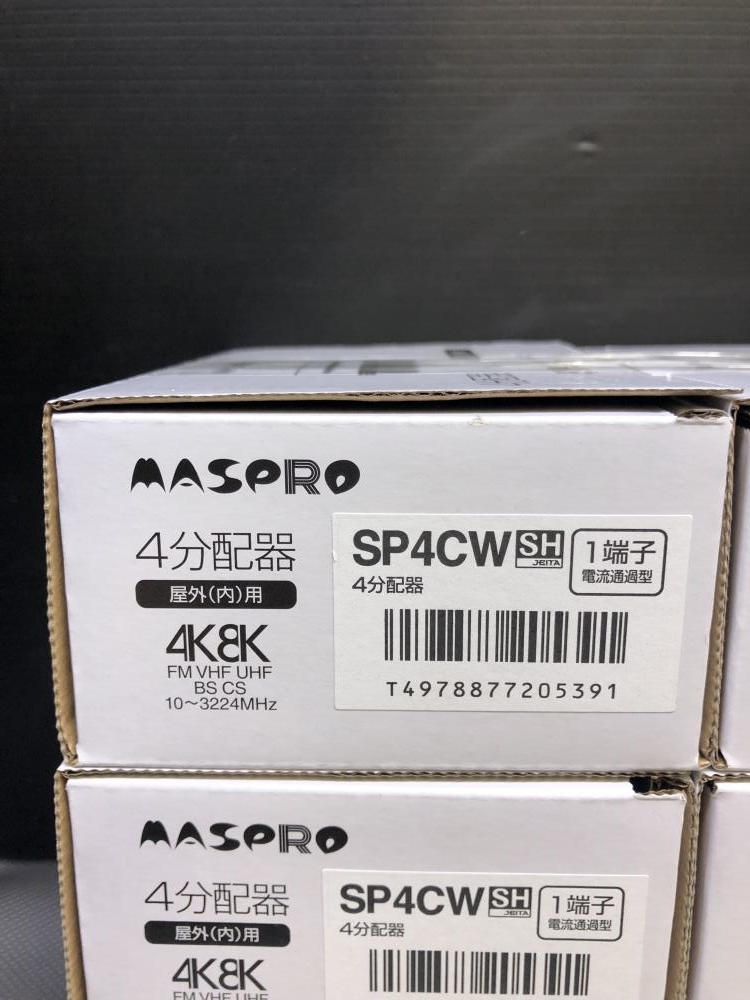 MASPRO
4分配器
屋外(内)用
4K8K
FM VHF UHF
BS CS
10〜3224MHz
SP4CW SH JEITA
4分配器
1端子
電流通過型
T4978877205391
MASPRO
4分配器
屋外(内)用
4K8K
FM VHF UHF
SP4CW SH JEITA
4分配器
1端子
電流通過型